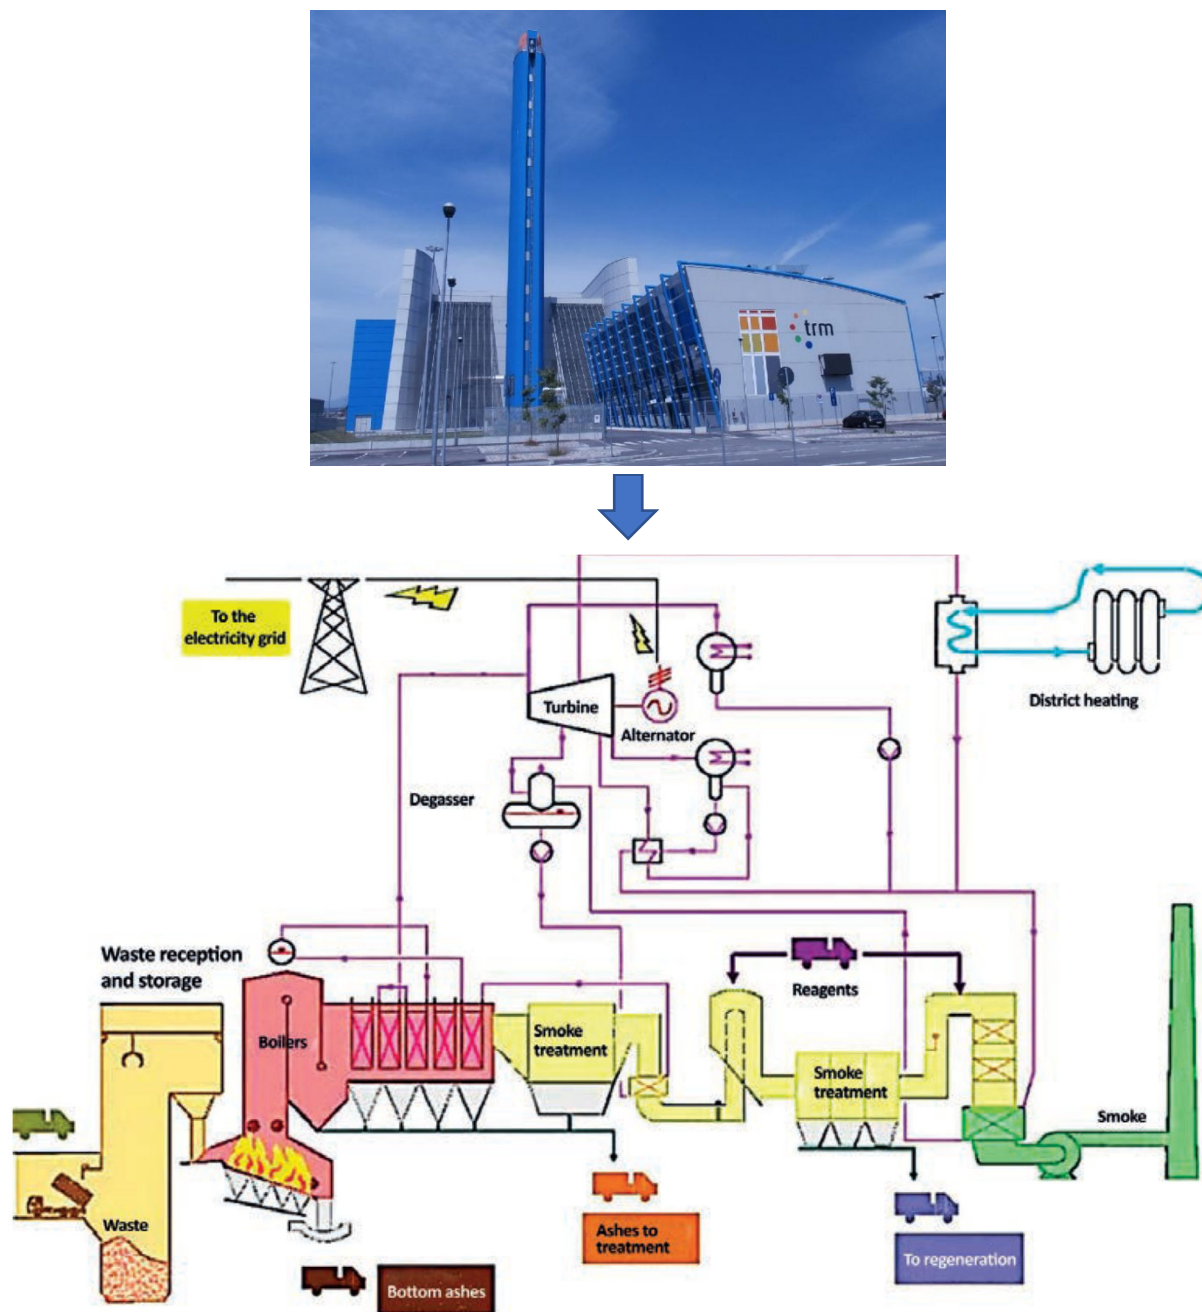 trm
To the
electricity grid
Turbine
Alternator
District heating
Degasser
Waste reception
and storage
Reagents
Boilers
Smoke
treatment
Smoke
treatment
Smoke
Waste
Ashes to
treatment
To regeneration
Bottom ashes